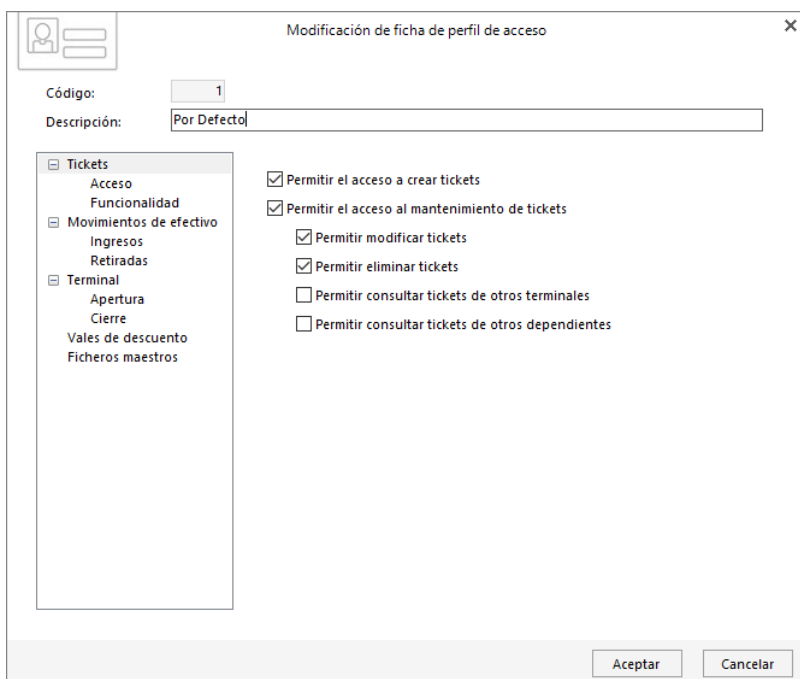 Modificación de ficha de perfil de acceso
Código: 1
Descripción: Por Defecto
Tickets
Acceso
Funcionalidad
Movimientos de efectivo
Ingresos
Retiradas
Terminal
Apertura
Cierre
Vales de descuento
Ficheros maestros
Permitir el acceso a crear tickets
Permitir el acceso al mantenimiento de tickets
Permitir modificar tickets
Permitir eliminar tickets
Permitir consultar tickets de otros terminales
Permitir consultar tickets de otros dependientes
Aceptar Cancelar